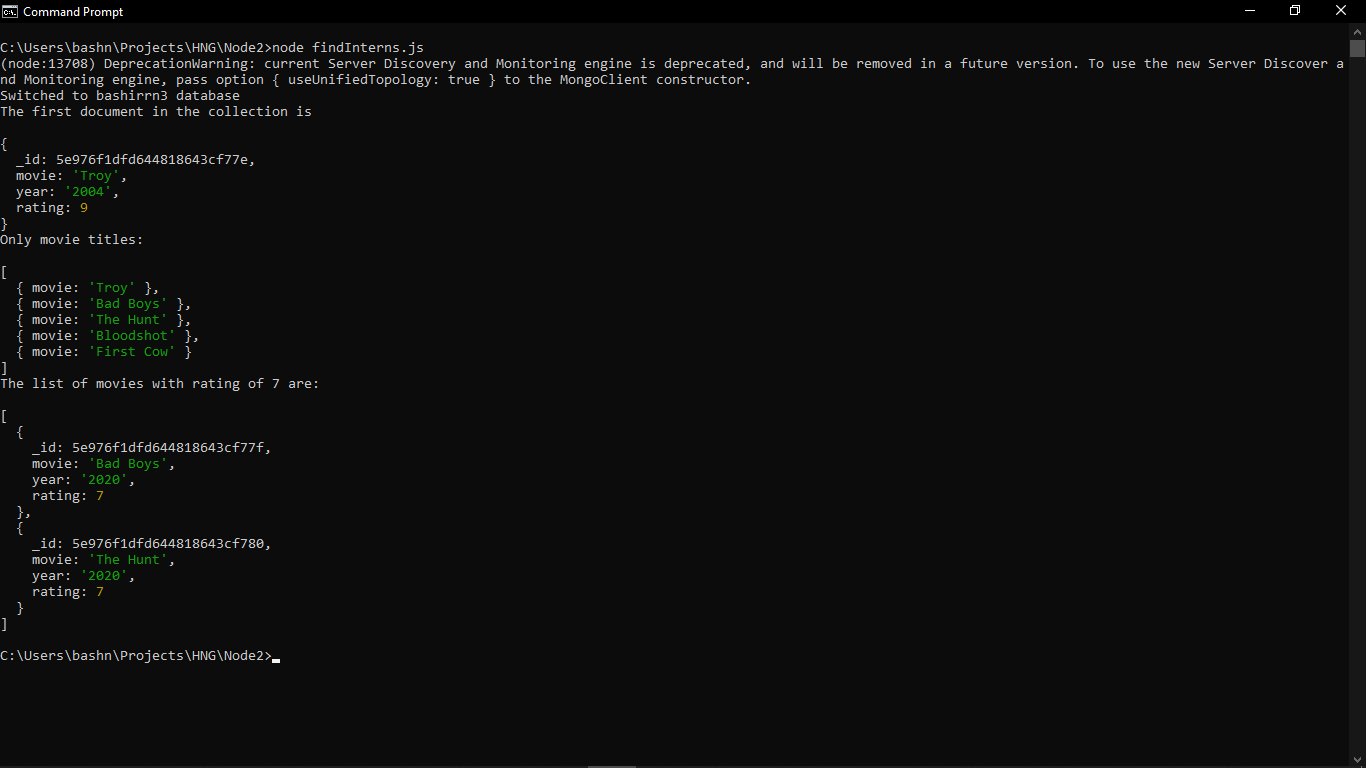 Command Prompt
C:\Users\bashn\Projects\HNG\Node2>node findInterns.js
(node:13708) DeprecationWarning: current Server Discovery and Monitoring engine is deprecated, and will be removed in a future version. To use the new Server Discover a
nd Monitoring engine, pass option { useUnifiedTopology: true } to the MongoClient constructor.
Switched to bashirrn3 database
The first document in the collection is
{
  _id: 5e976f1dfd644818643cf77e,
  movie: 'Troy',
  year: '2004',
  rating: 9
}
Only movie titles:
[
  { movie: 'Troy' },
  { movie: 'Bad Boys' },
  { movie: 'The Hunt' },
  { movie: 'Bloodshot' },
  { movie: 'First Cow' }
]
The list of movies with rating of 7 are:
[
  {
    _id: 5e976f1dfd644818643cf77f,
    movie: 'Bad Boys',
    year: '2020',
    rating: 7
  },
  {
    _id: 5e976f1dfd644818643cf780,
    movie: 'The Hunt',
    year: '2020',
    rating: 7
  }
]
C:\Users\bashn\Projects\HNG\Node2>